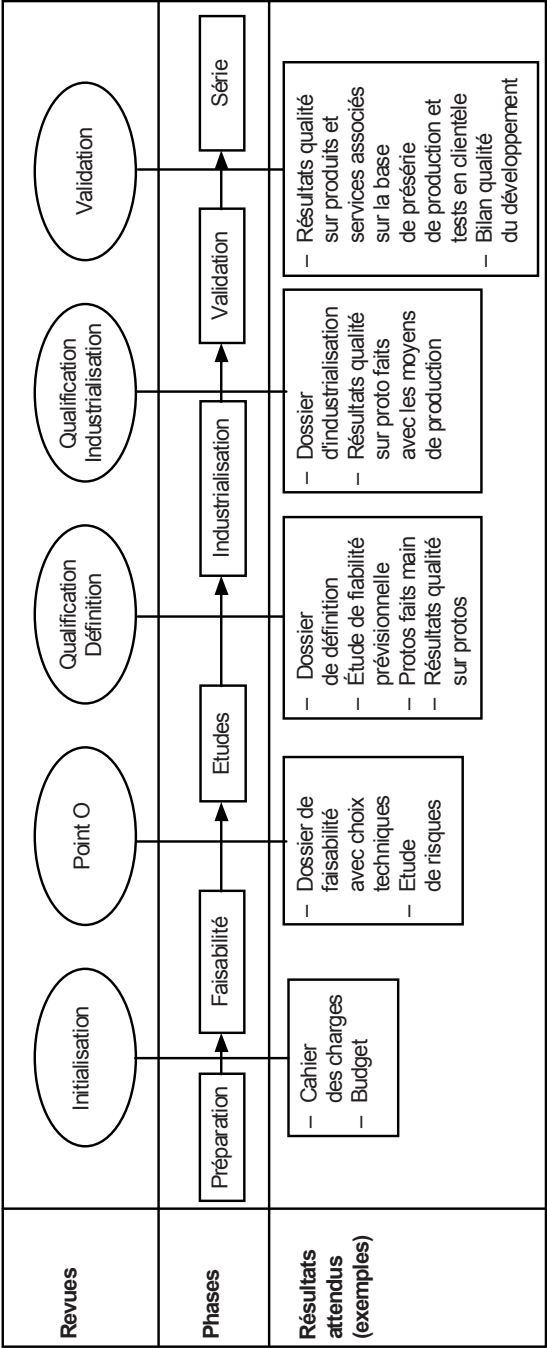 Revues
Initialisation
Point O
Qualification
Définition
Qualification
Industrialisation
Validation
Phases
Préparation
Faisabilité
Etudes
Industrialisation
Validation
Série
Résultats
attendus
(exemples)
– Cahier
des charges
– Budget
– Dossier de
faisabilité
avec choix
techniques
– Etude
de risques
– Dossier
de définition
– Étude de fiabilité
prévisionnelle
– Protos faits main
– Résultats qualité
sur protos
– Dossier
d'industrialisation
– Résultats qualité
sur proto faits
avec les moyens
de production
– Résultats qualité
sur produits et
services associés
sur la base
de présérie
de production et
tests en clientèle
– Bilan qualité
du développement